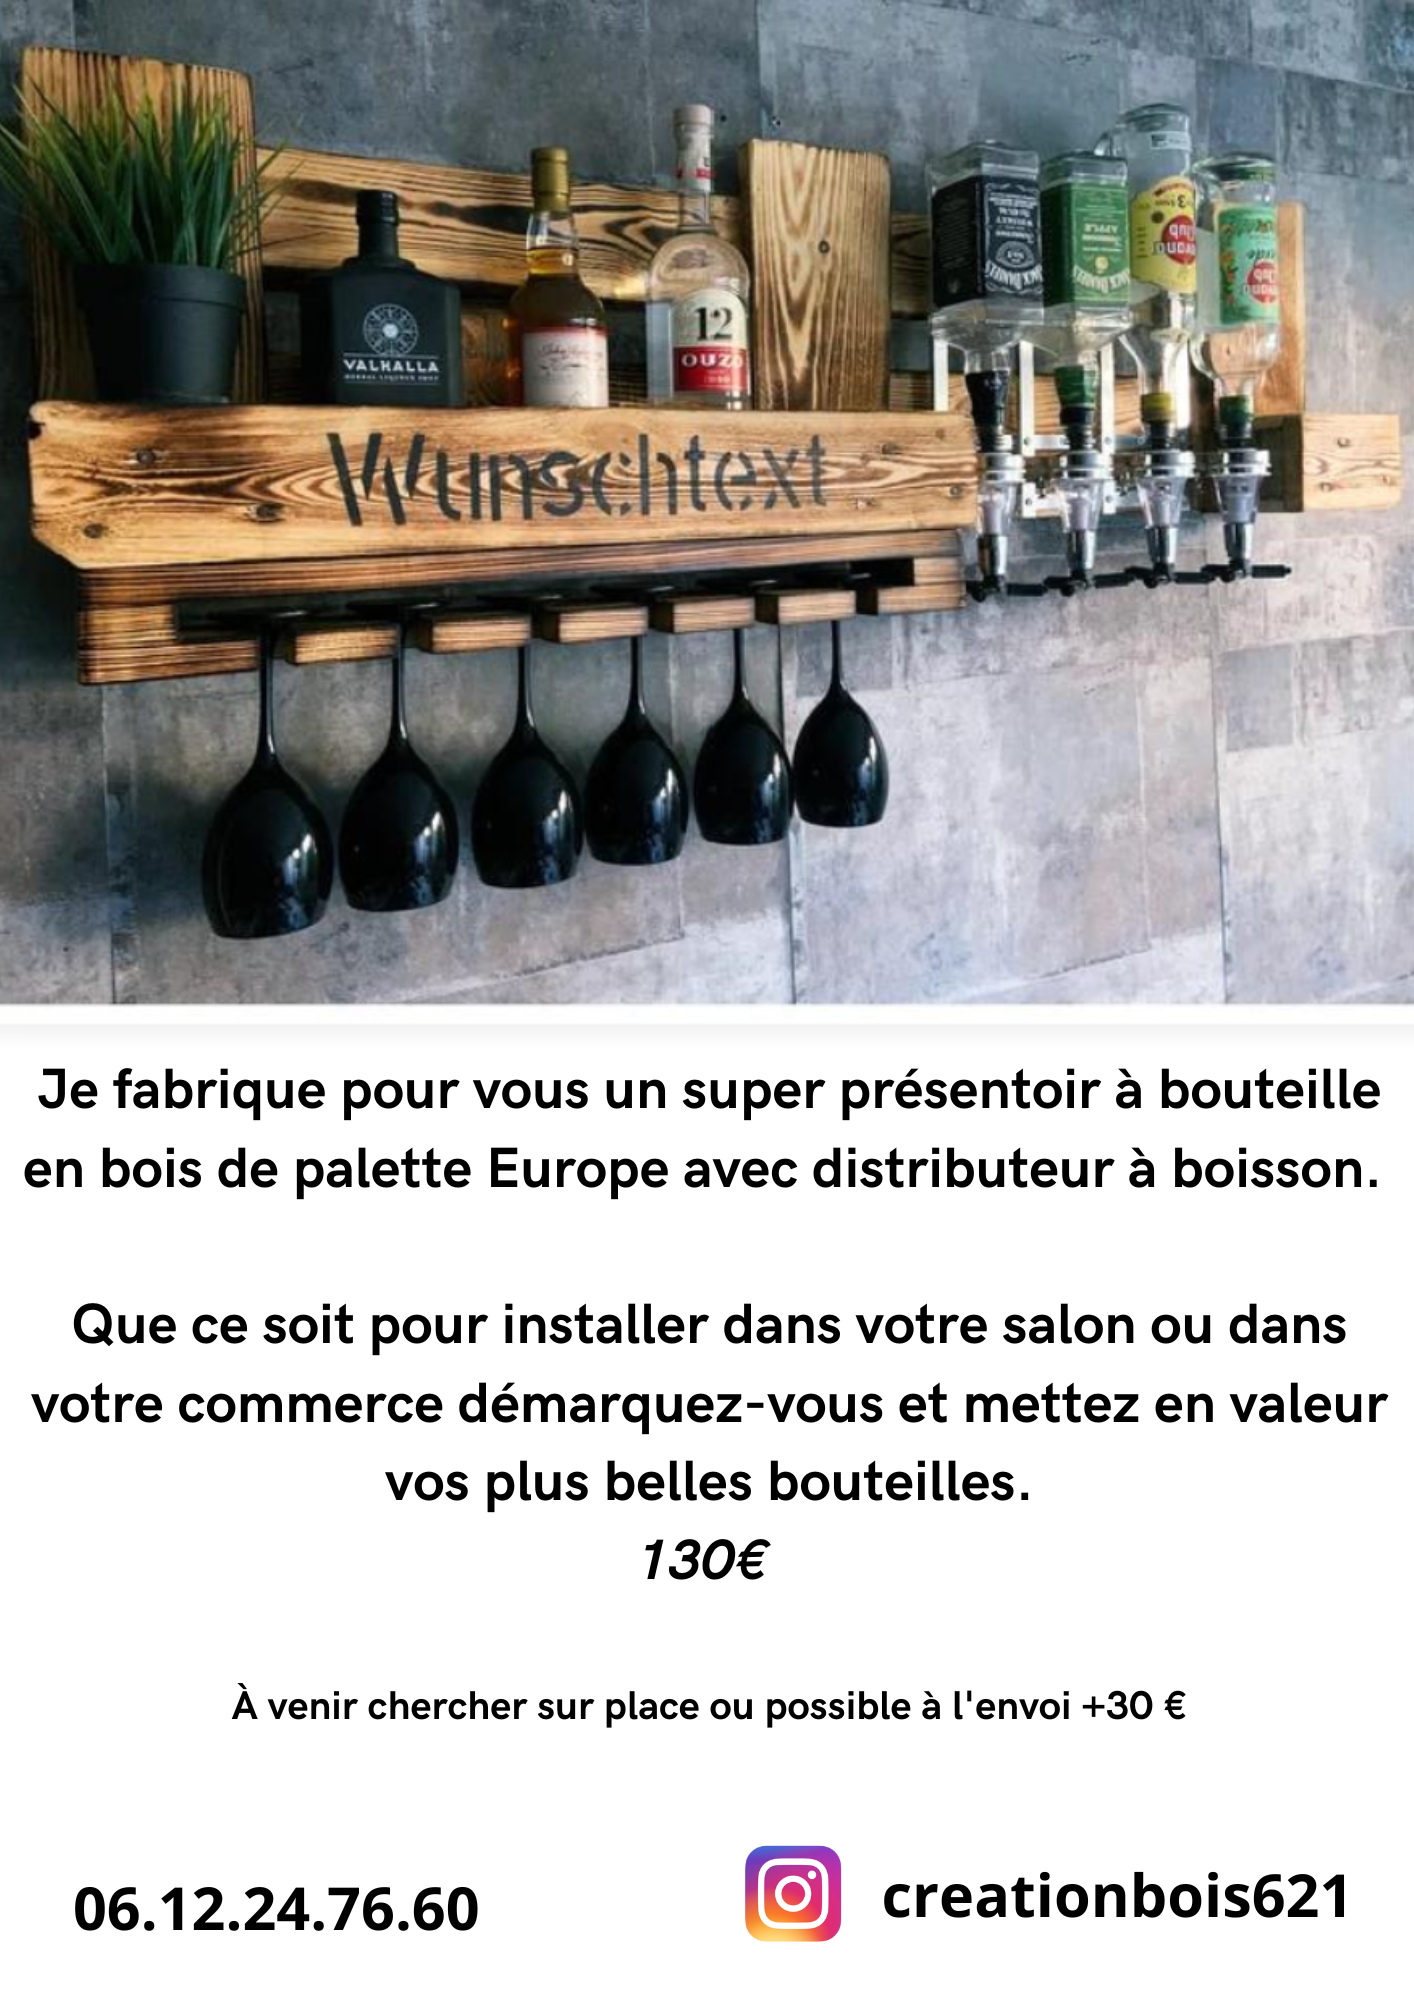 VALHALLA
12
OUZO
Wunschtext
Je fabrique pour vous un super présentoir à bouteille
en bois de palette Europe avec distributeur à boisson.
Que ce soit pour installer dans votre salon ou dans
votre commerce démarquez-vous et mettez en valeur
vos plus belles bouteilles.
130€
À venir chercher sur place ou possible à l'envoi +30 €
06.12.24.76.60
creationbois621